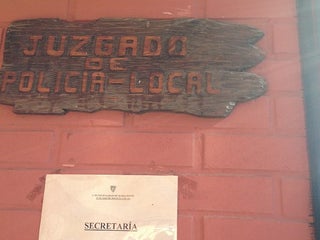 JUZGADO
DE
POLICIA-LOCAL
SECRETARÍA